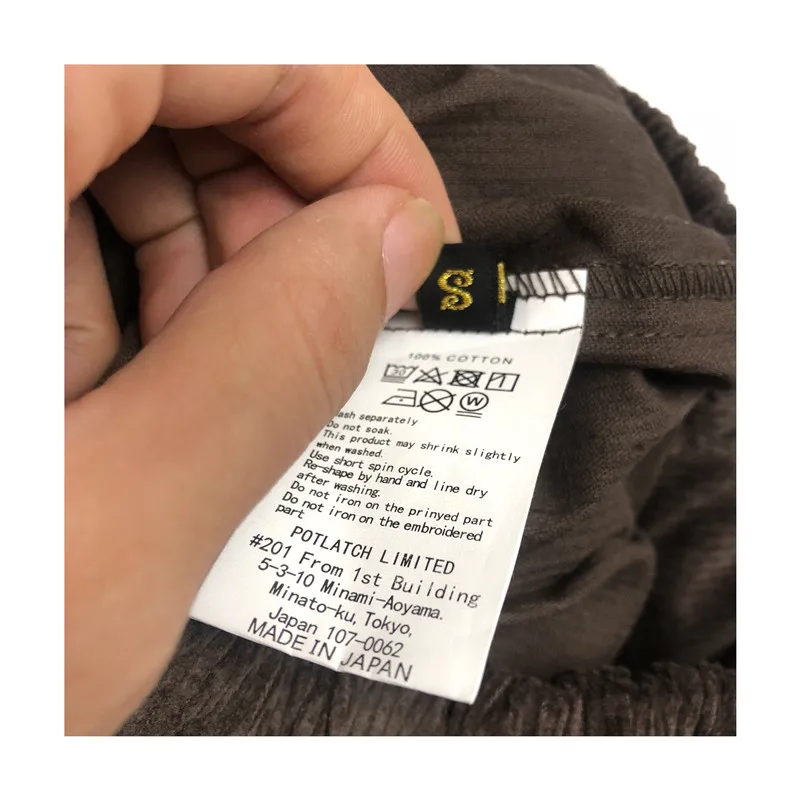 S
100% COTTON
30
W
ash separately
Do not soak.
This product may shrink slightly
when washed.
Use short spin cycle.
Re-shape by hand and line dry
after washing.
Do not iron on the prinyed part
Do not iron on the embroidered
part
POTLATCH LIMITED
#201 From 1st Building
5-3-10 Minami-Aoyama.
Minato-ku, Tokyo,
Japan 107-0062
MADE IN JAPAN